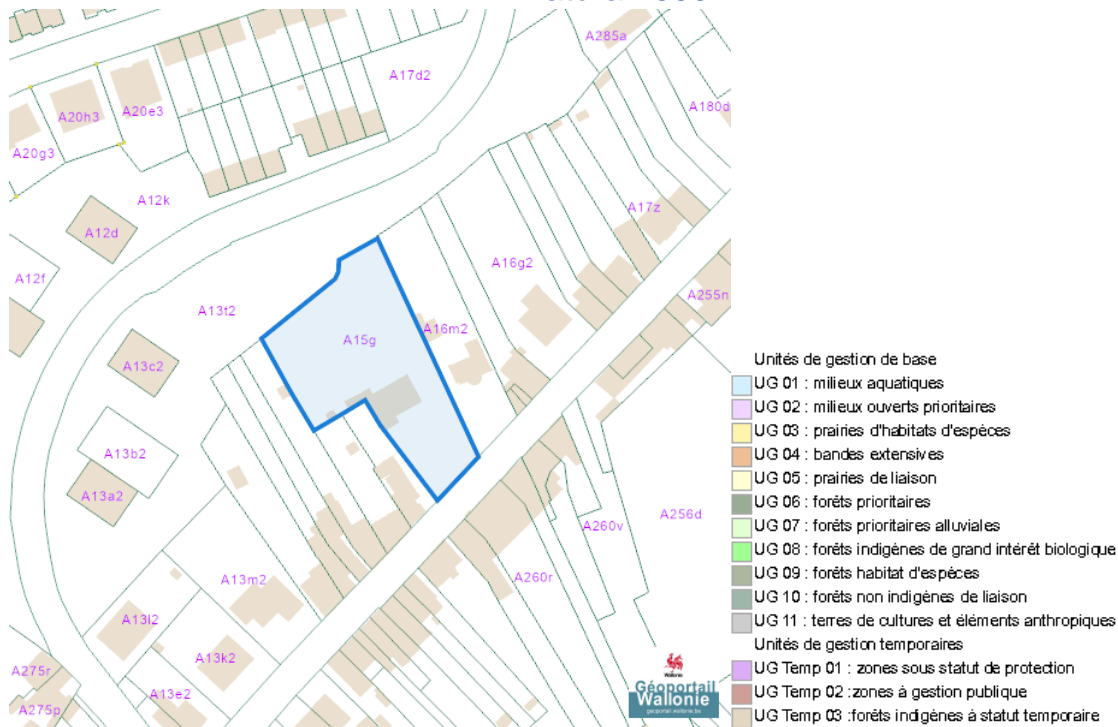 A285a
A17d2
A20h3
A20e3
A180d
A20g3
A12k
A17z
A12d
A16g2
A12f
A255n
A13t2
A15g
A16m2
A13c2
A13b2
A13a2
A260v
A256d
A260r
A13m2
A13l2
A13k2
A275r
A13e2
A275p
Wallonie
Géoportail
Wallonie
geoportail.wallonie.be
Unités de gestion de base
UG 01 : milieux aquatiques
UG 02 : milieux ouverts prioritaires
UG 03 : prairies d'habitats d'espèces
UG 04 : bandes extensives
UG 05 : prairies de liaison
UG 06 : forêts prioritaires
UG 07 : forêts prioritaires alluviales
UG 08 : forêts indigènes de grand intérêt biologique
UG 09 : forêts habitat d'espèces
UG 10 : forêts non indigènes de liaison
UG 11 : terres de cultures et éléments anthropiques
Unités de gestion temporaires
UG Temp 01 : zones sous statut de protection
UG Temp 02 :zones à gestion publique
UG Temp 03 :forêts indigènes à statut temporaire